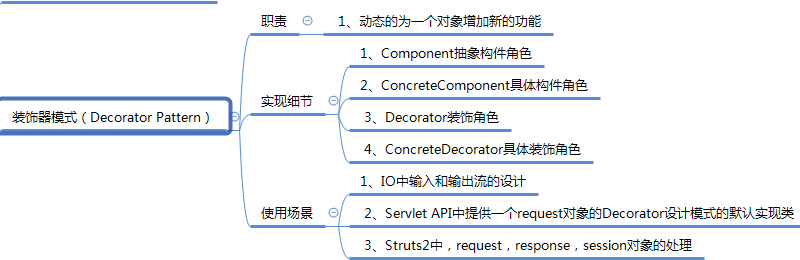 职责
1、动态的为一个对象增加新的功能
1、Component抽象构件角色
2、ConcreteComponent具体构件角色
实现细节
装饰器模式（Decorator Pattern）
3、Decorator装饰角色
4、ConcreteDecorator具体装饰角色
1、IO中输入和输出流的设计
使用场景
2、Servlet API中提供一个request对象的Decorator设计模式的默认实现类
3、Struts2中，request，response，session对象的处理